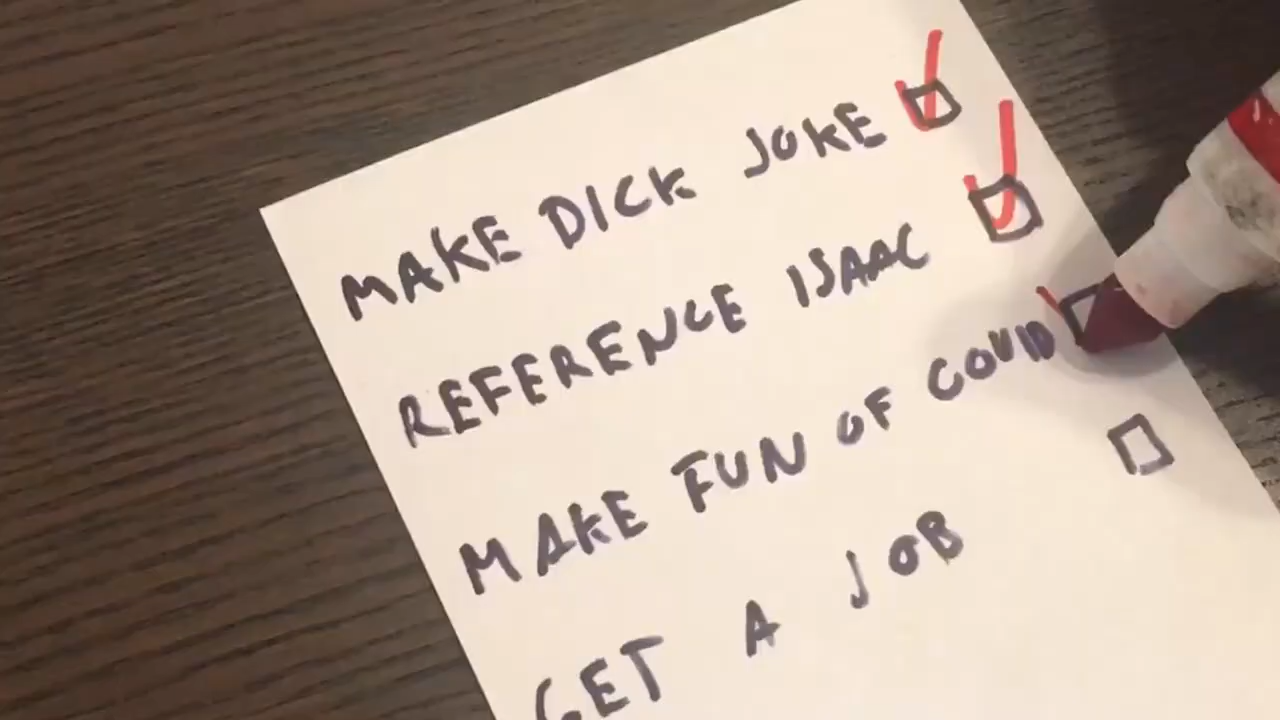 MAKE DICK JOKE
REFERENCE ISAAC
MAKE FUN OF COVID
GET A JOB